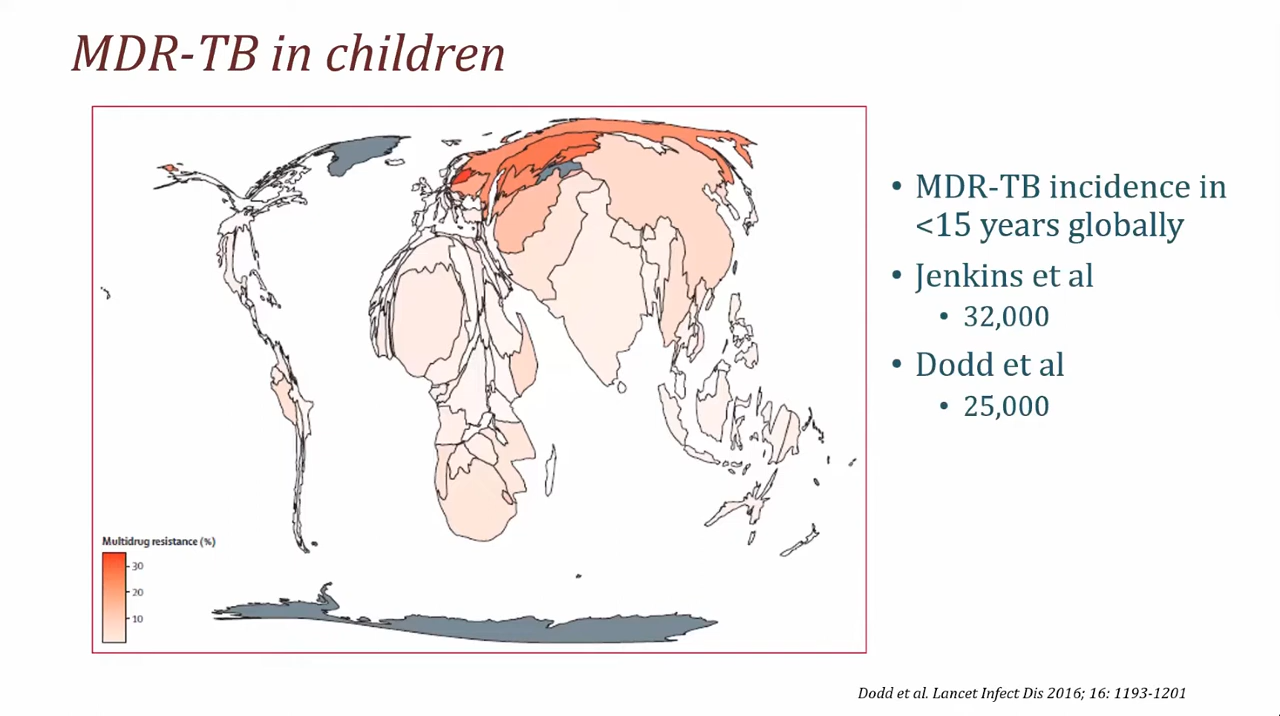 MDR-TB in children
• MDR-TB incidence in
<15 years globally
• Jenkins et al
• 32,000
• Dodd et al
• 25,000
Multidrug resistance (%)
30
20
10
Dodd et al. Lancet Infect Dis 2016; 16: 1193-1201